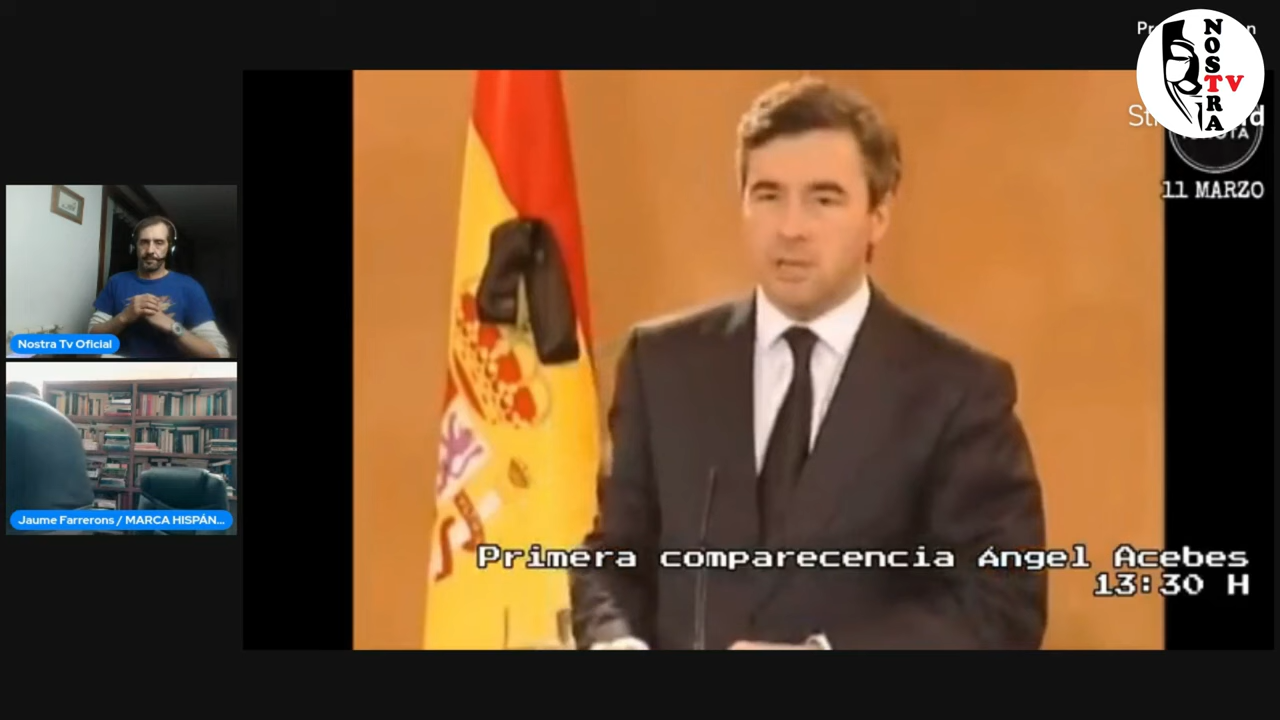 NOSTRA
TV
11 MARZO
Nostra Tv Oficial
Jaume Farrerons / MARCA HISPÁN...
Primera comparecencia Ángel Acebes
13:30 H